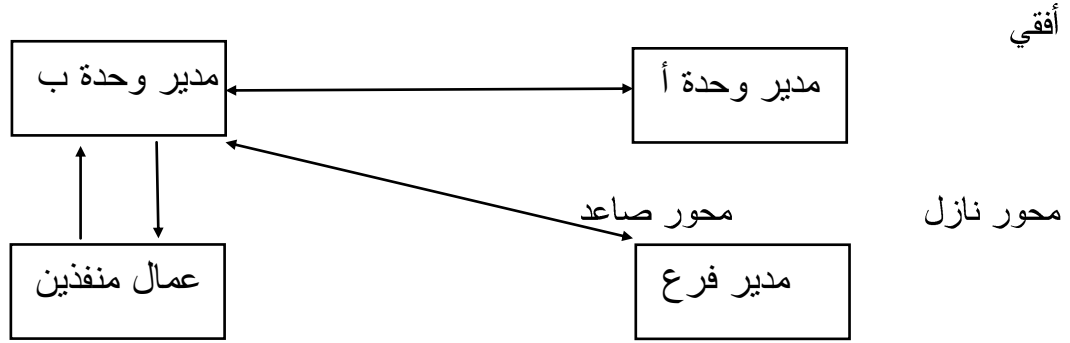 أفقي
مدير وحدة أ
مدير وحدة ب
محور نازل
محور صاعد
مدير فرع
عمال منفذين